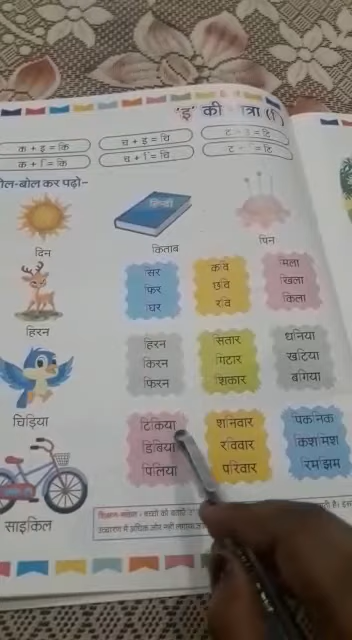 'इ' की मात्रा (ि)
क + इ = कि
च + इ = चि
ट + इ = टि
क + ि = कि
च + ि = चि
ट + ि = टि
बोल-बोल कर पढ़ो–
हिन्दी
दिन
किताब
पिन
सिर
फिर
घिर
कवि
छवि
रवि
मिला
खिला
किला
हिरन
हिरन
किरन
फिरन
सितार
मिटार
शिकार
धनिया
खटिया
बगिया
चिड़िया
टिकिया
डिबिया
पिलिया
शनिवार
रविवार
परिवार
पिकनिक
किशमिश
रिमझिम
साइकिल